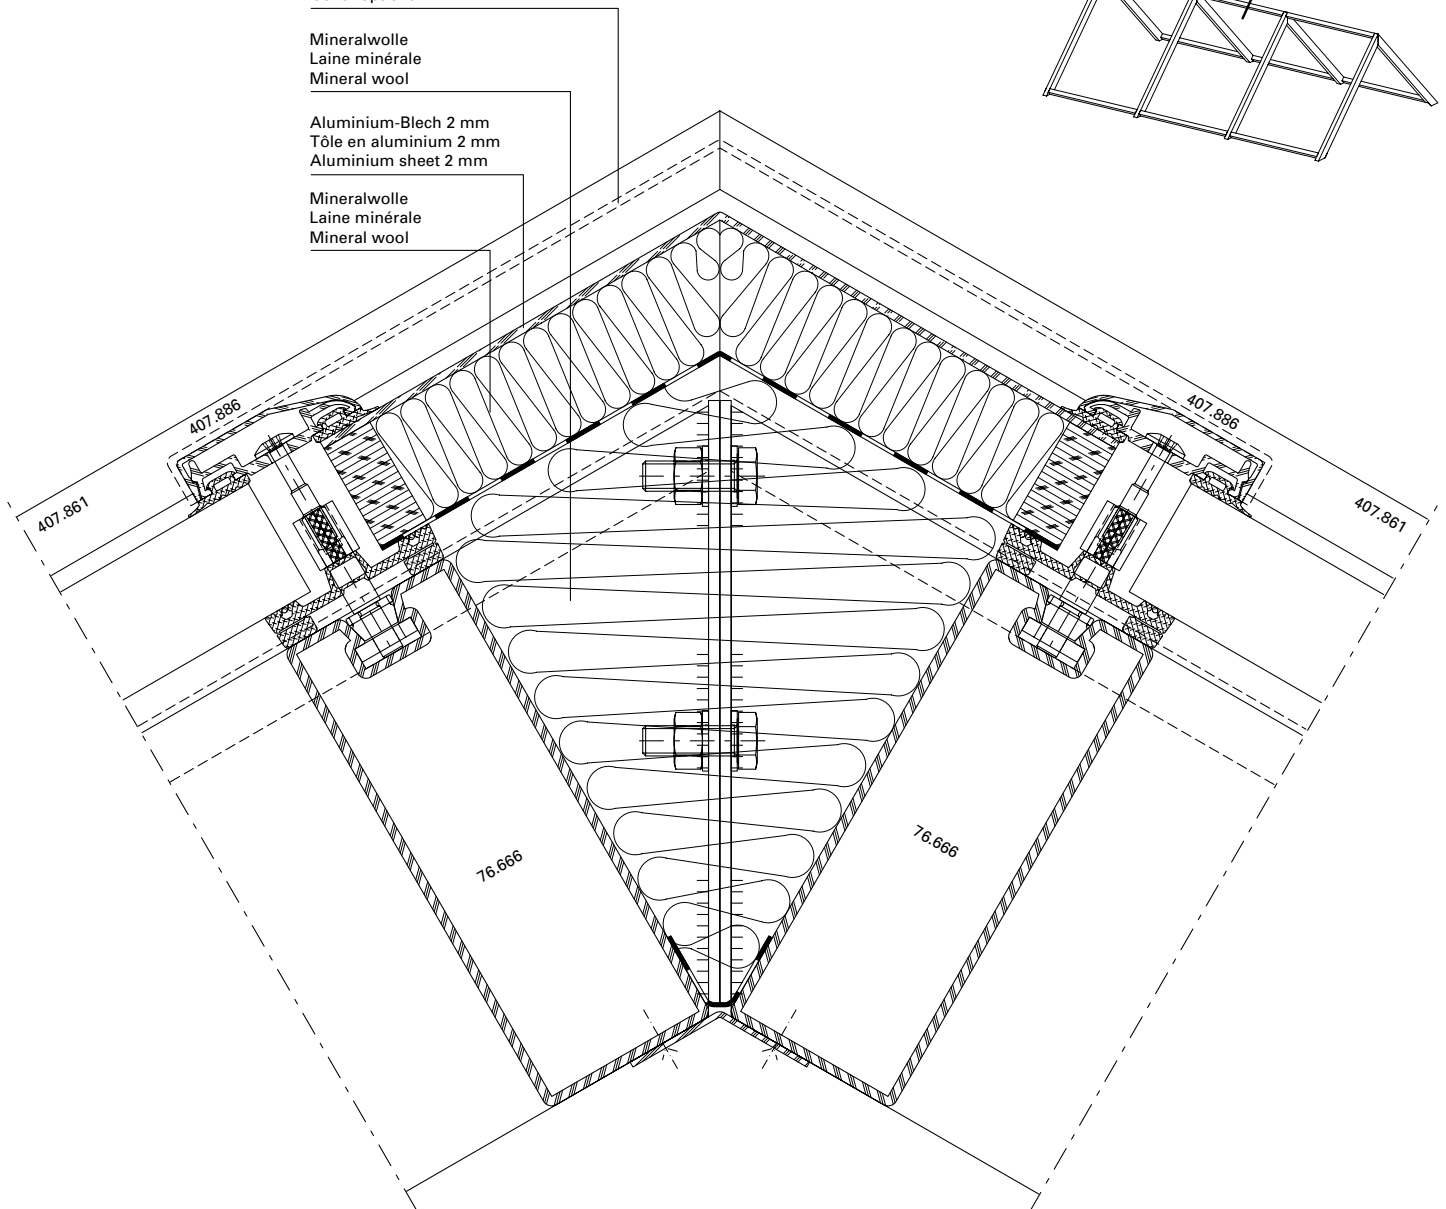 Mineralwolle
Laine minérale
Mineral wool
Aluminium-Blech 2 mm
Tôle en aluminium 2 mm
Aluminium sheet 2 mm
Mineralwolle
Laine minérale
Mineral wool
407.886
407.886
407.861
407.861
76.666
76.666